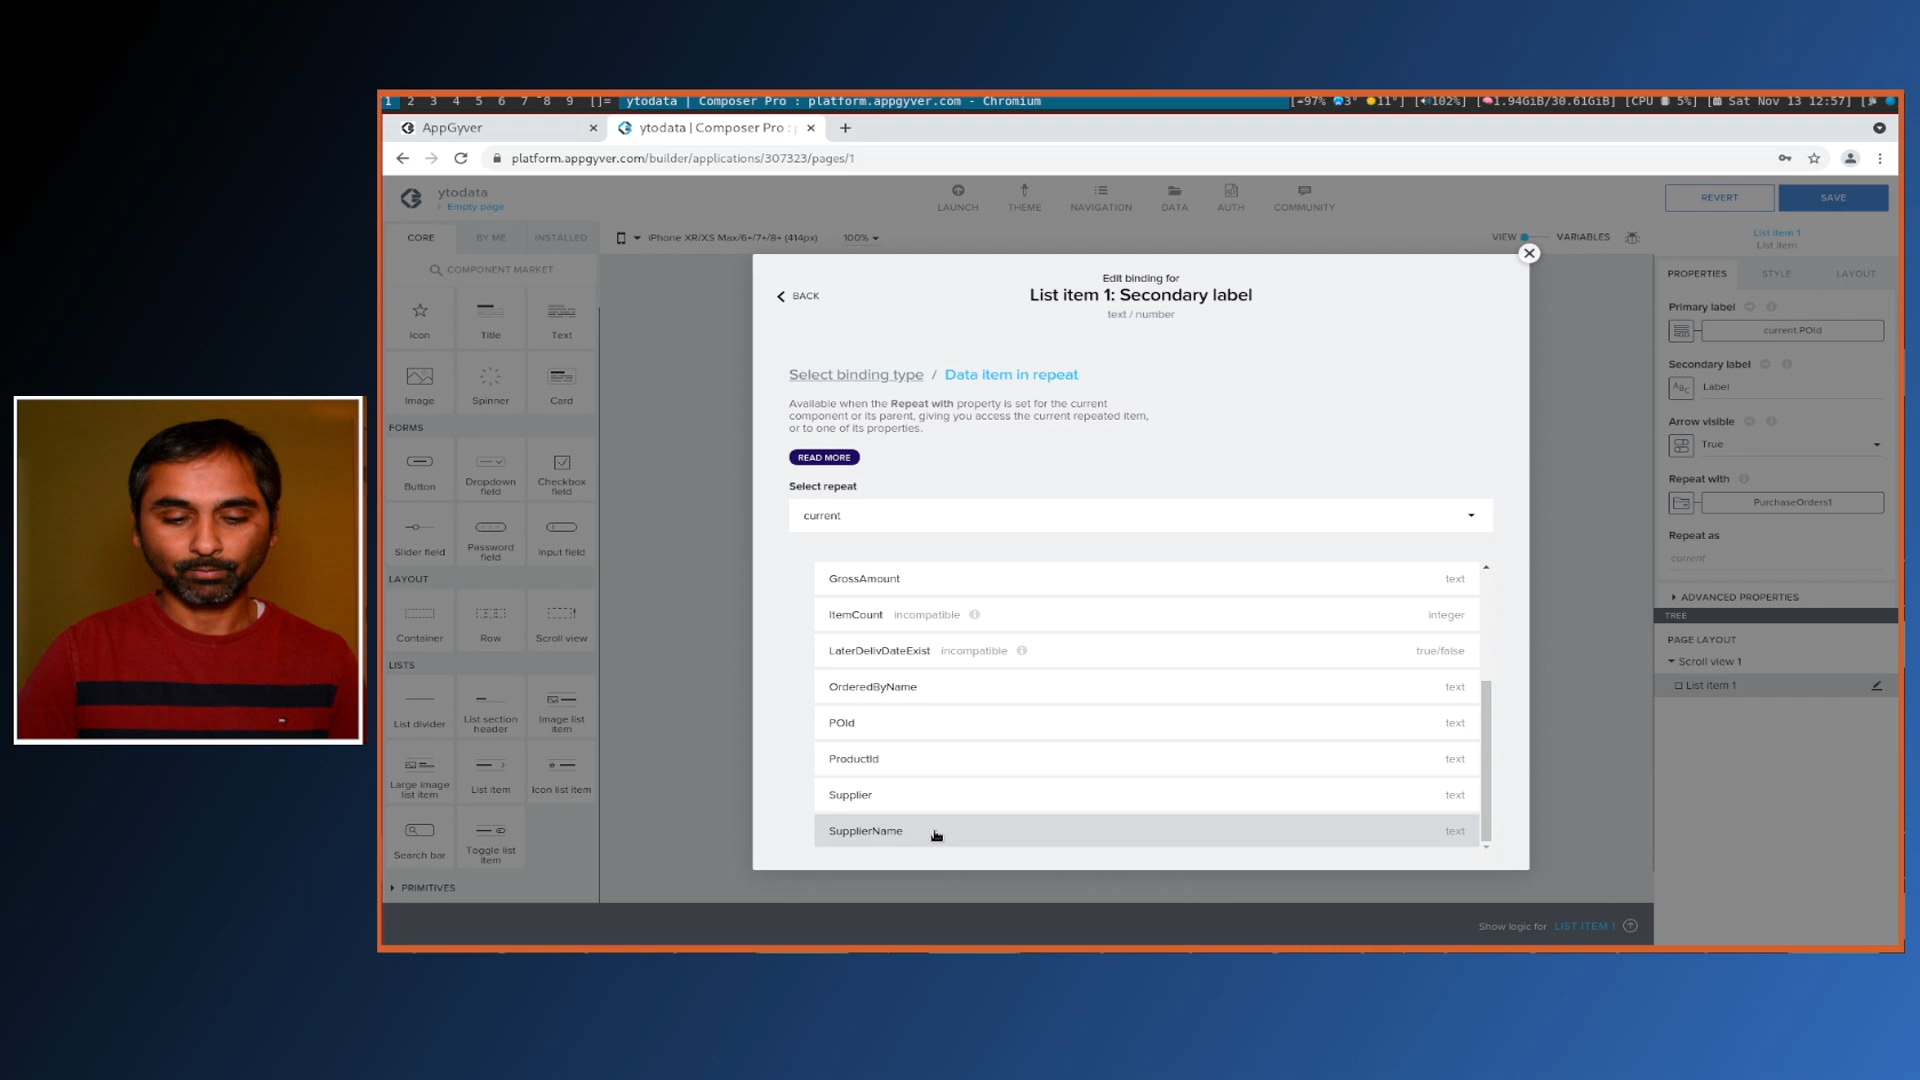 1 2 3 4 5 6 7 8 9 []= ytodata | Composer Pro : platform.appgyver.com - Chromium
97% 3° 11° [102%] [1.94GiB/30.61GiB] [CPU 5%] [Sat Nov 13 12:57]
AppGyver
ytodata | Composer Pro :
platform.appgyver.com/builder/applications/307323/pages/1
ytodata
Empty page
LAUNCH
THEME
NAVIGATION
DATA
AUTH
COMMUNITY
REVERT
SAVE
CORE
BY ME
INSTALLED
iPhone XR/XS Max/6+/7+/8+ (414px)
100%
VIEW
VARIABLES
List item 1
List item
COMPONENT MARKET
Icon
Title
Text
Image
Spinner
Card
FORMS
Button
Dropdown field
Checkbox field
Slider field
Password field
Input field
LAYOUT
Container
Row
Scroll view
LISTS
List divider
List section header
Image list item
Large image list item
List item
Icon list item
Search bar
Toggle list item
PRIMITIVES
BACK
Edit binding for
List item 1: Secondary label
text / number
Select binding type / Data item in repeat
Available when the Repeat with property is set for the current
component or its parent, giving you access the current repeated item,
or to one of its properties.
READ MORE
Select repeat
current
GrossAmount text
ItemCount incompatible integer
LaterDelivDateExist incompatible true/false
OrderedByName text
POId text
ProductId text
Supplier text
SupplierName text
PROPERTIES
STYLE
LAYOUT
Primary label
current.POId
Secondary label
ABC Label
Arrow visible
True
Repeat with
PurchaseOrders1
Repeat as
current
ADVANCED PROPERTIES
TREE
PAGE LAYOUT
Scroll view 1
List item 1
Show logic for LIST ITEM 1